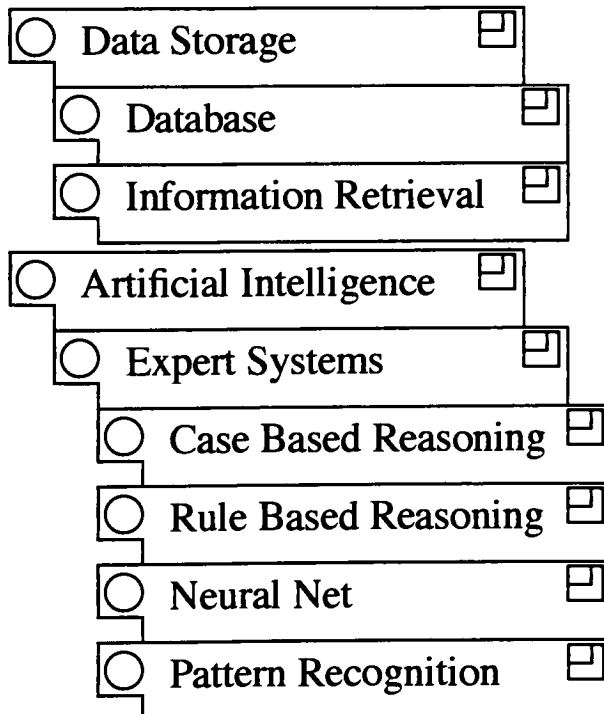 Data Storage
Database
Information Retrieval
Artificial Intelligence
Expert Systems
Case Based Reasoning
Rule Based Reasoning
Neural Net
Pattern Recognition